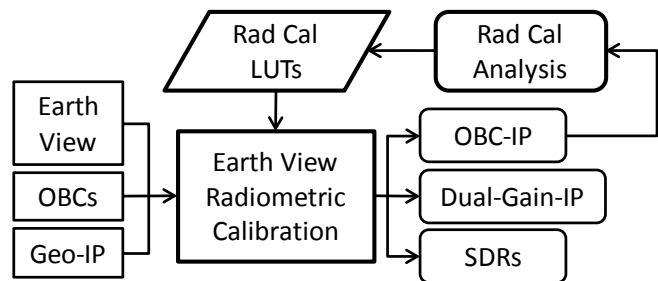 Rad Cal
LUTs
Rad Cal
Analysis
Earth
View
OBCs
Geo-IP
Earth View
Radiometric
Calibration
OBC-IP
Dual-Gain-IP
SDRs